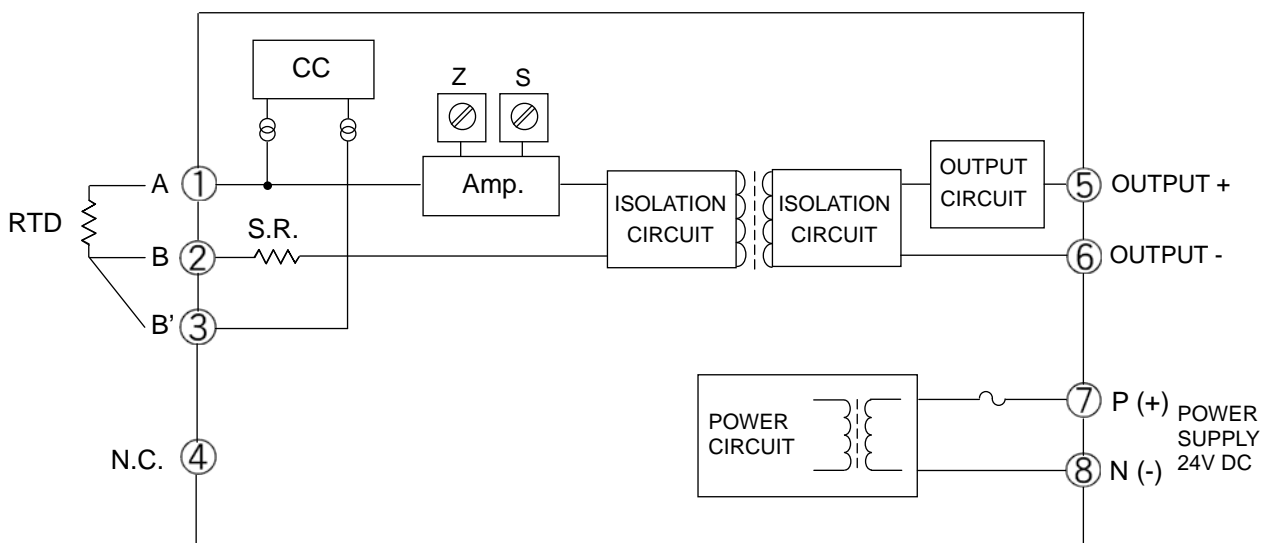 CC
Z
S
A
1
Amp.
ISOLATION
CIRCUIT
ISOLATION
CIRCUIT
OUTPUT
CIRCUIT
5
OUTPUT +
RTD
S.R.
B
2
6
OUTPUT -
B’
3
N.C.
4
POWER
CIRCUIT
7
P (+)
8
N (-)
POWER
SUPPLY
24V DC